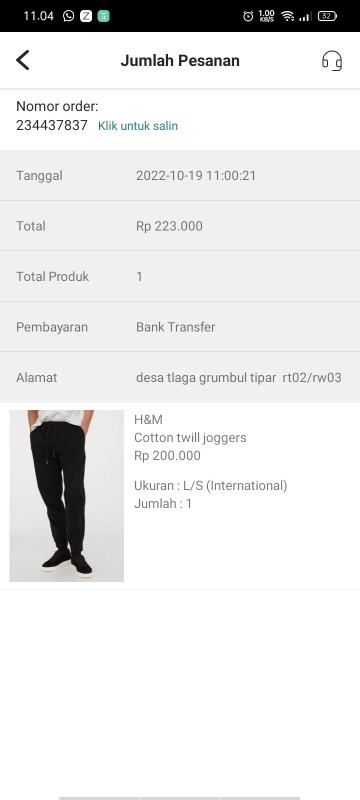 11.04 1.00 KB/S 32
Jumlah Pesanan
Nomor order:
234437837 Klik untuk salin
Tanggal 2022-10-19 11:00:21
Total Rp 223.000
Total Produk 1
Pembayaran Bank Transfer
Alamat desa tlaga grumbul tipar rt02/rw03
H&M
Cotton twill joggers
Rp 200.000
Ukuran : L/S (International)
Jumlah : 1